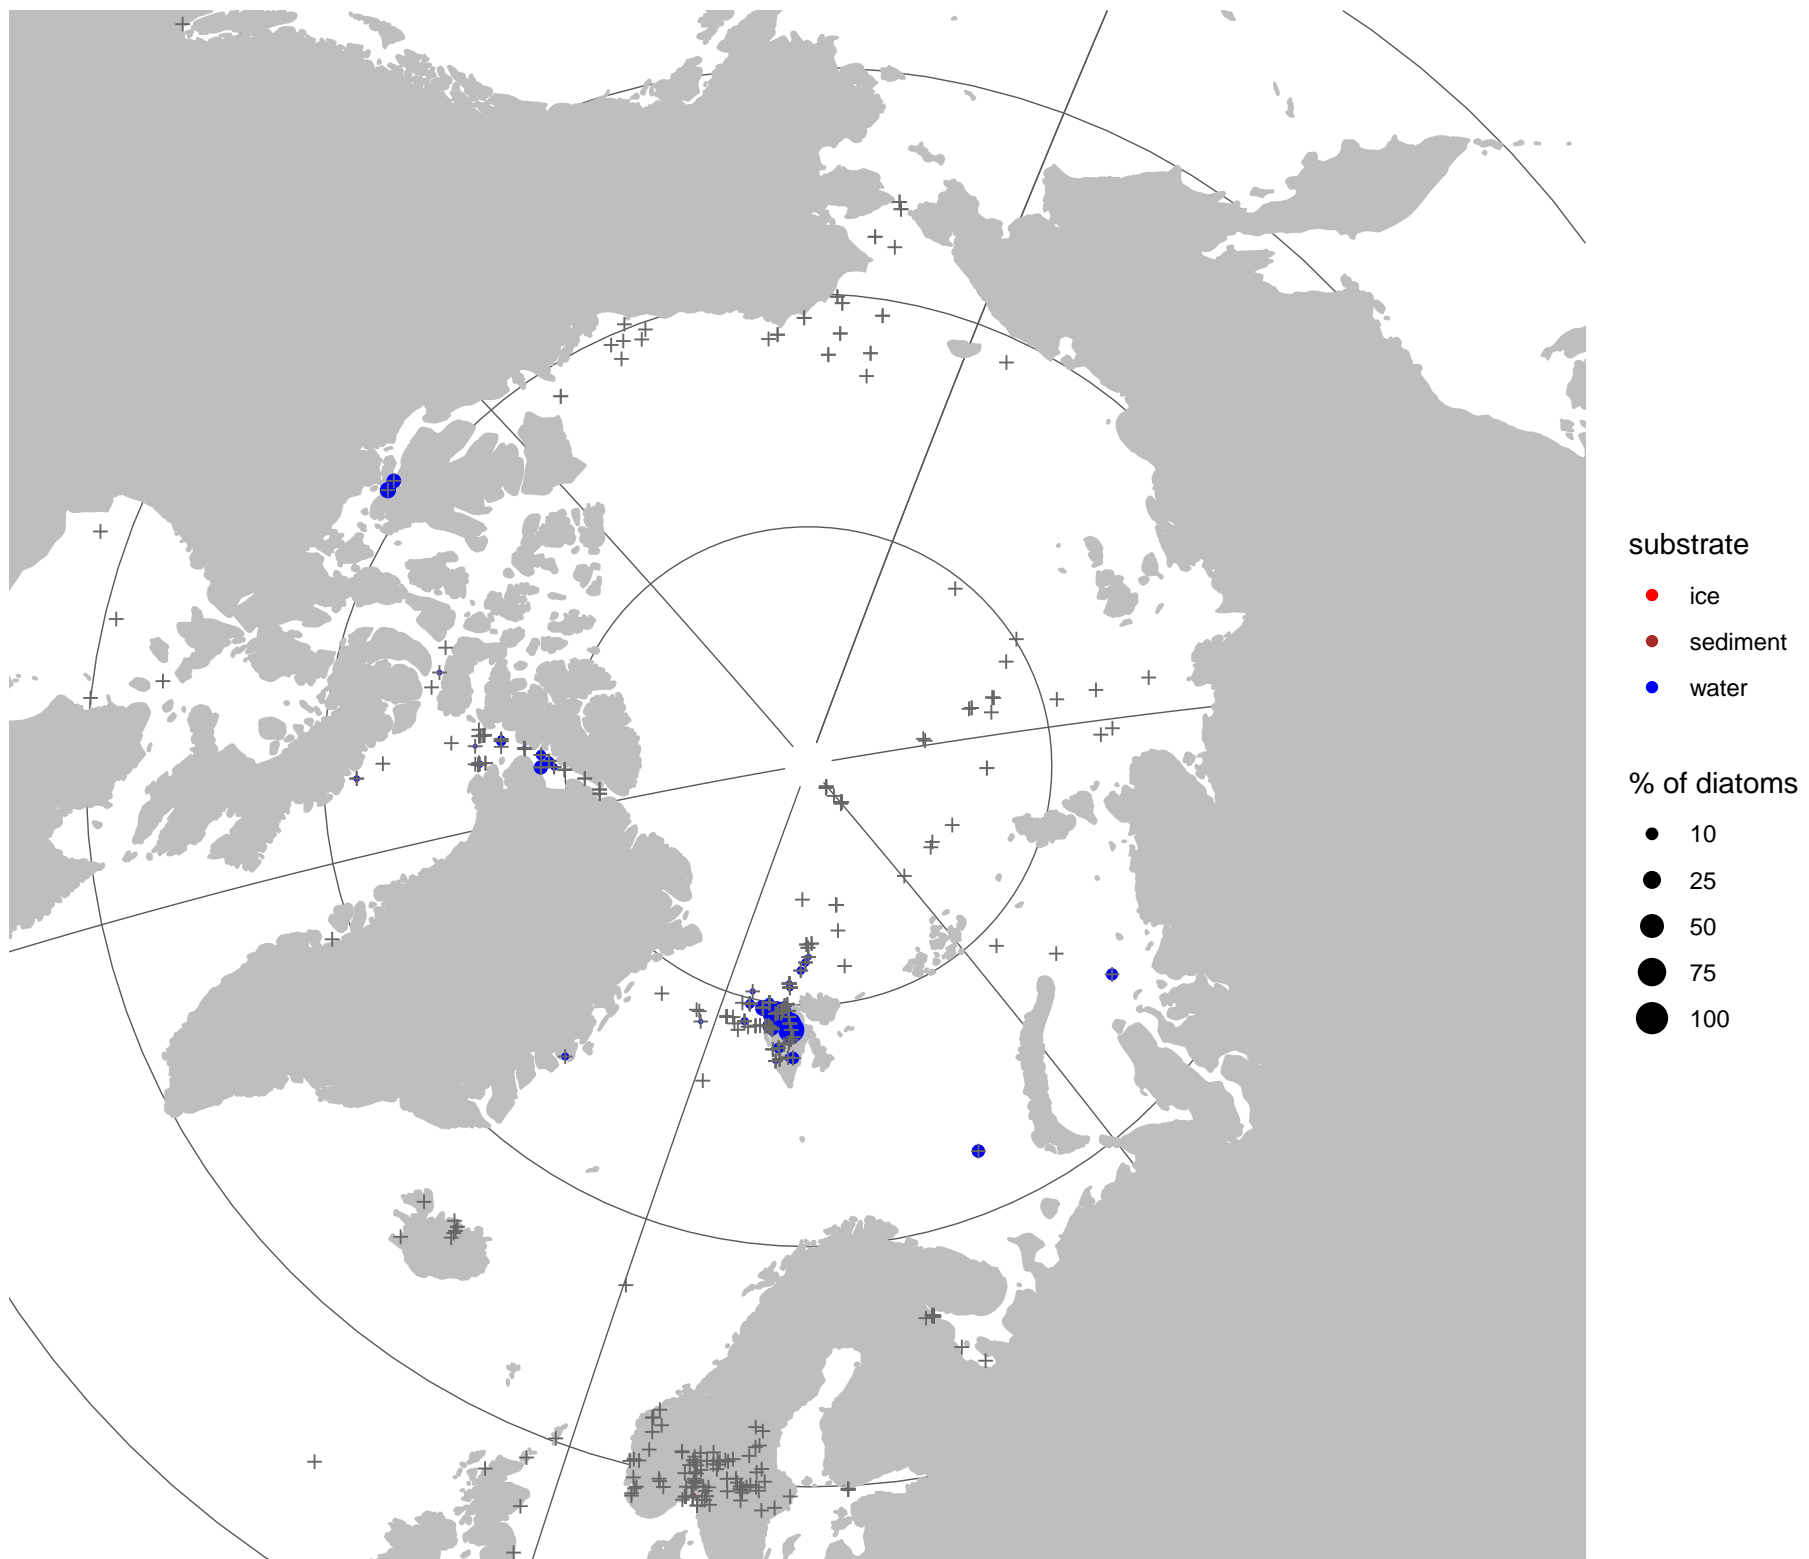 substrate
ice
sediment
water
% of diatoms
10
25
50
75
100